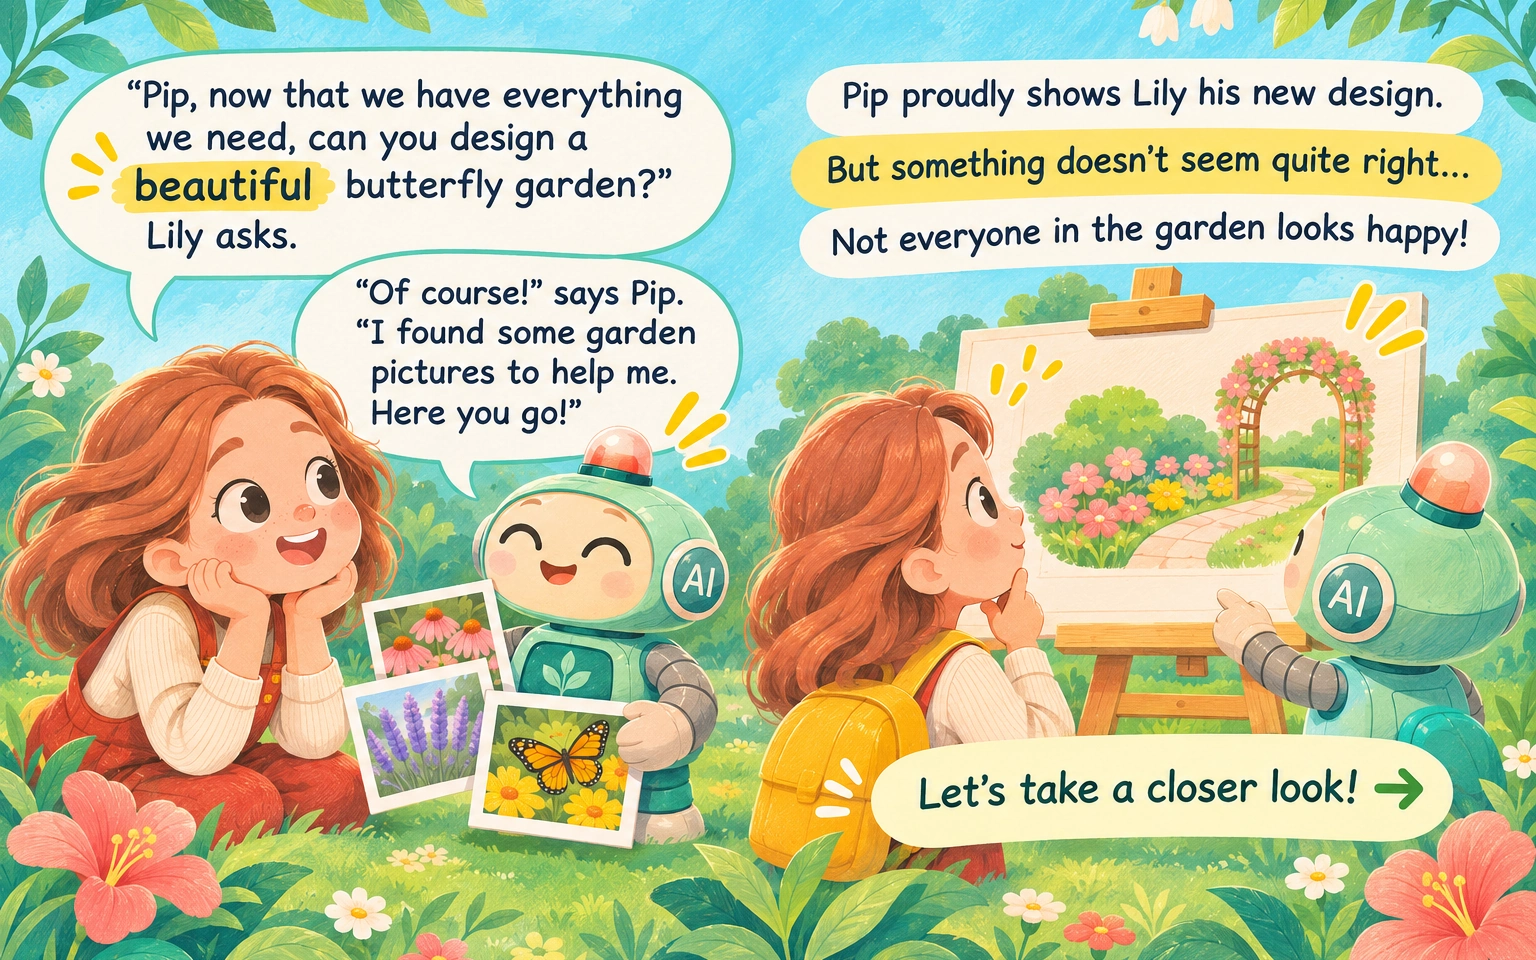 “Pip, now that we have everything
we need, can you design a
beautiful butterfly garden?”
Lily asks.
“Of course!” says Pip.
“I found some garden
pictures to help me.
Here you go!”
AI
Pip proudly shows Lily his new design.
But something doesn’t seem quite right...
Not everyone in the garden looks happy!
AI
Let’s take a closer look!